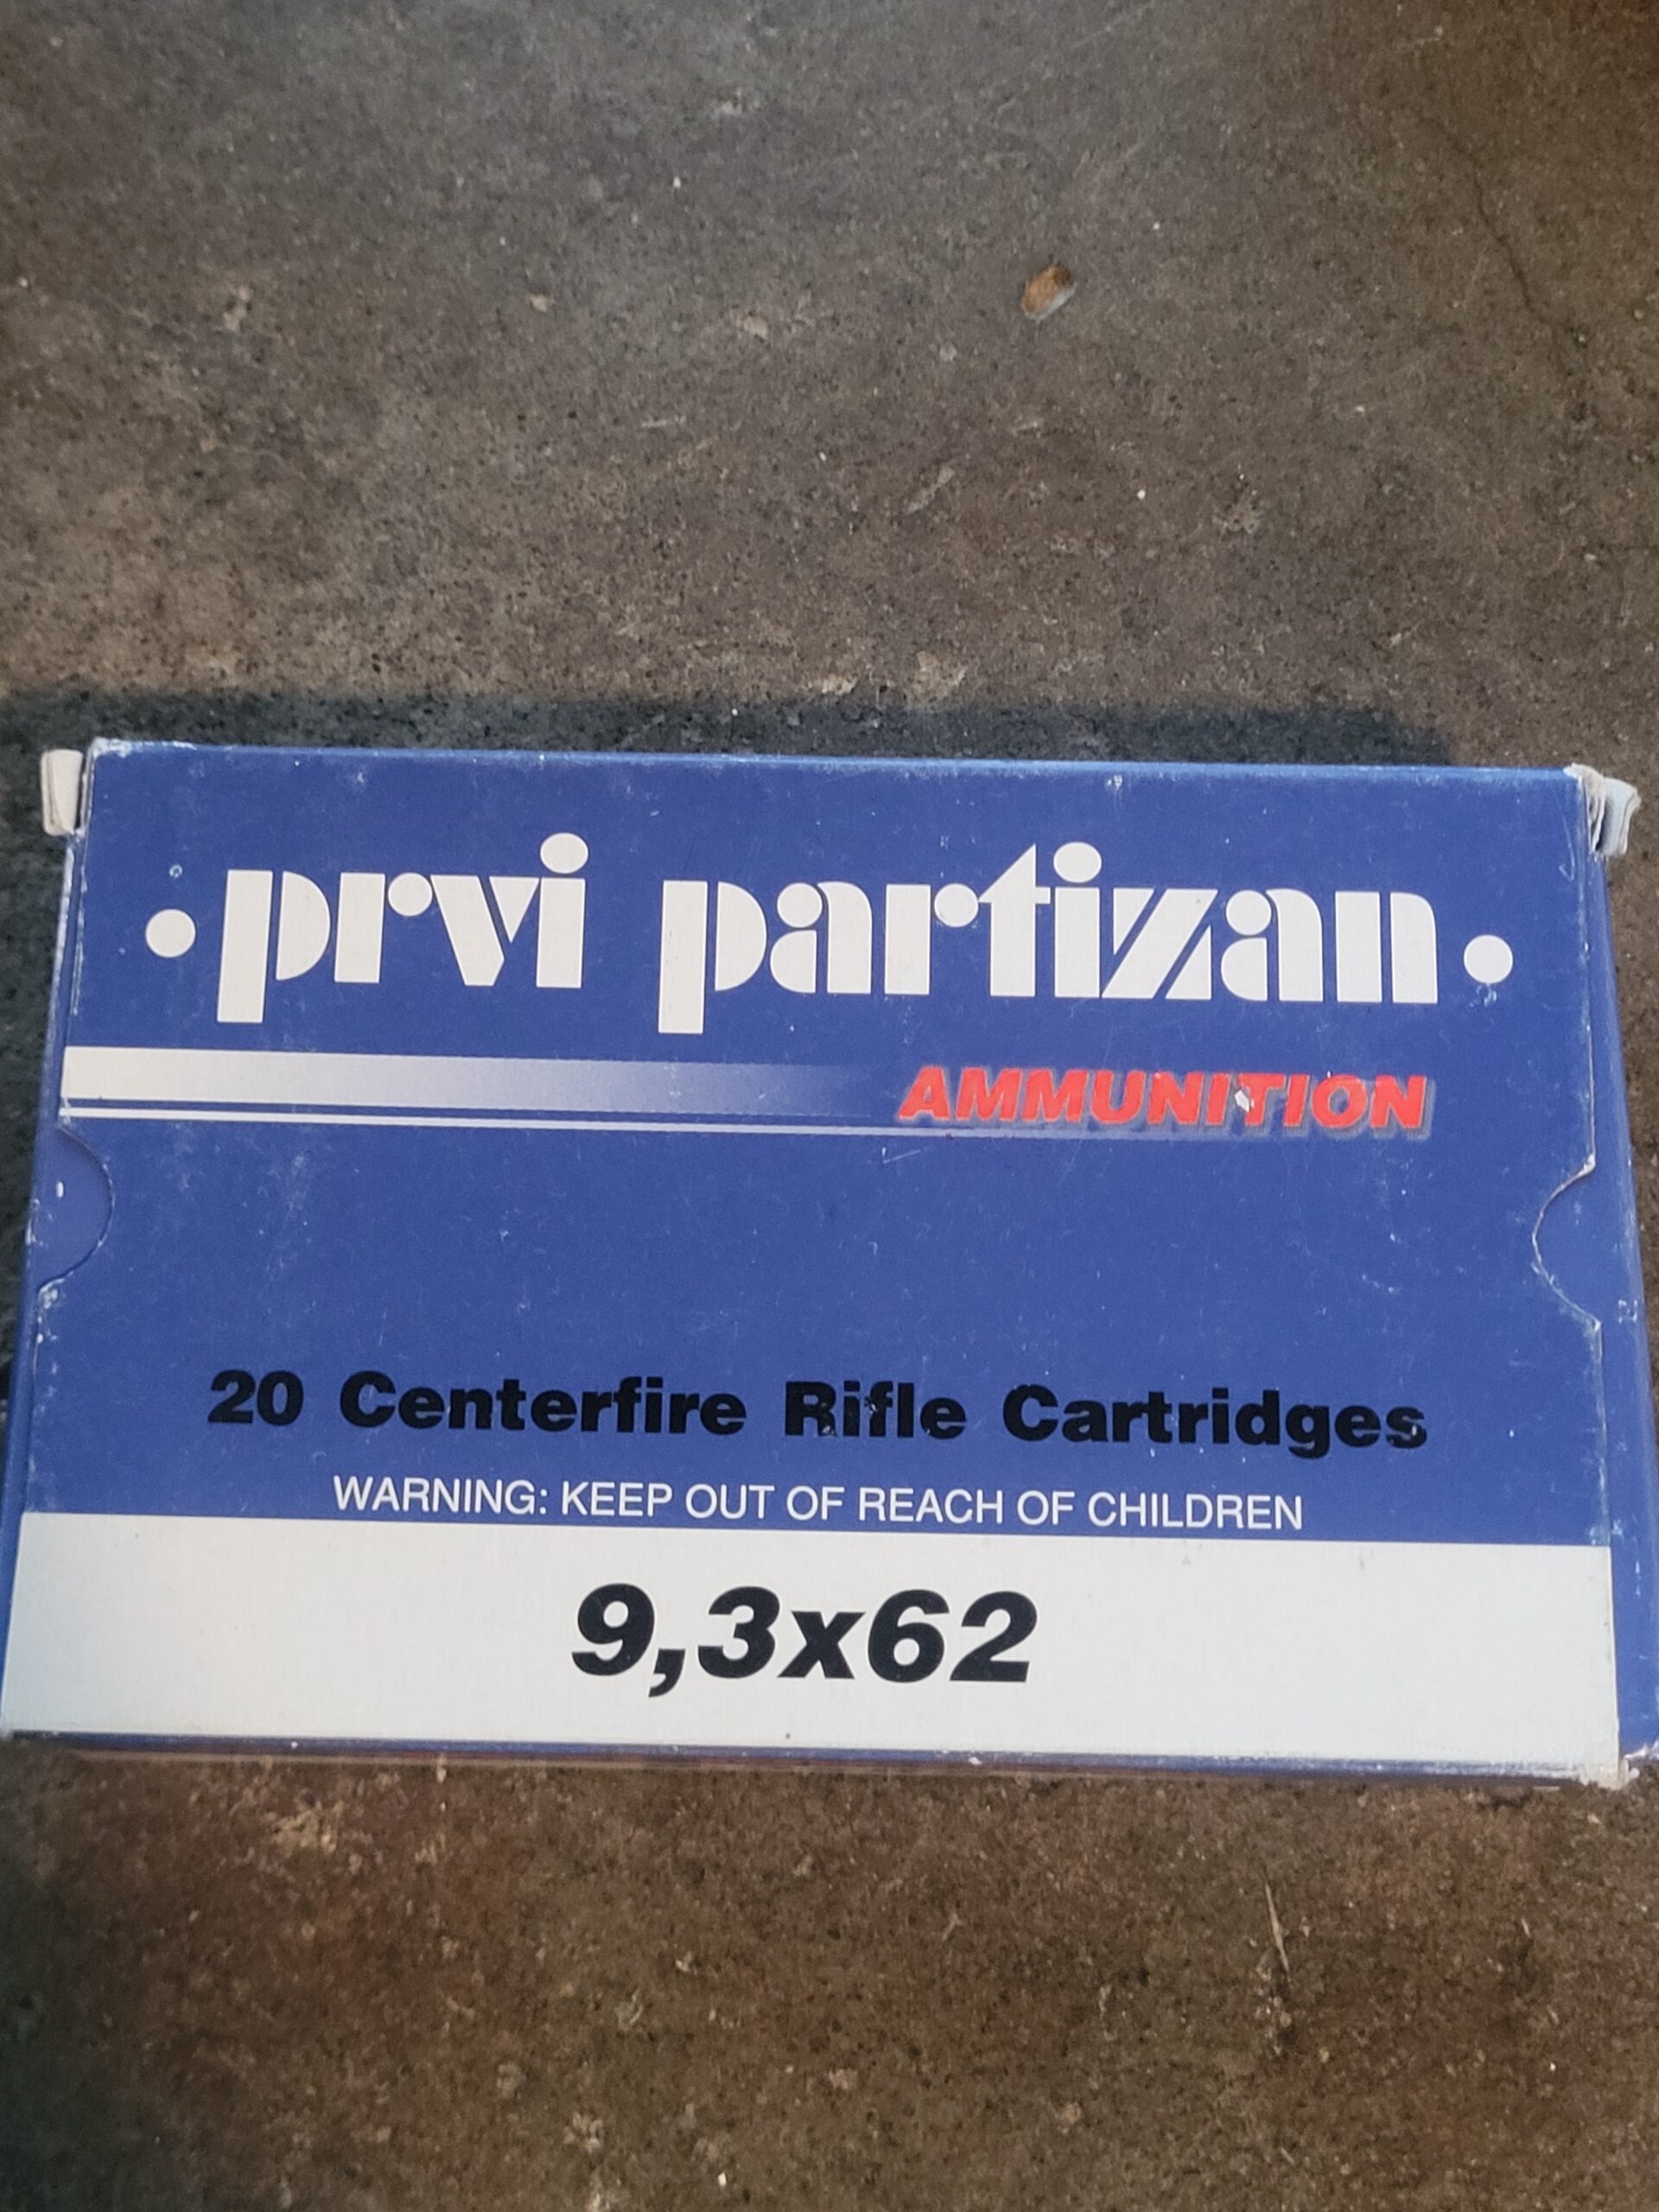 • prvi partizan •
AMMUNITION
20 Centerfire Rifle Cartridges
WARNING: KEEP OUT OF REACH OF CHILDREN
9,3x62